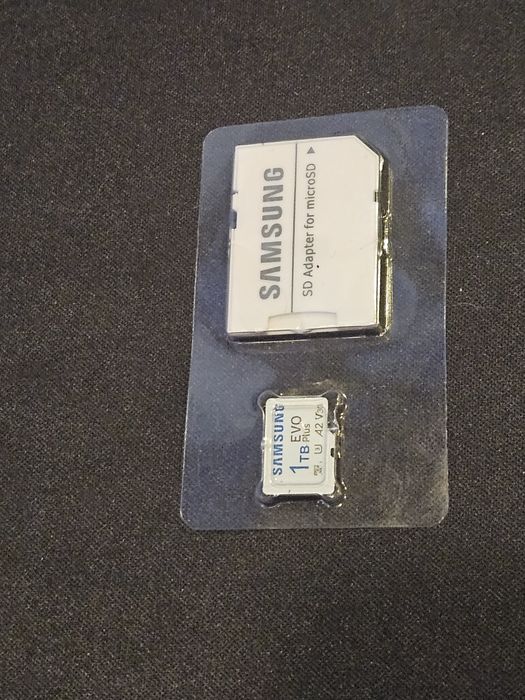 SAMSUNG
SD Adapter for microSD ▶
SAMSUNG
EVO
Plus
1TB
A2 V30